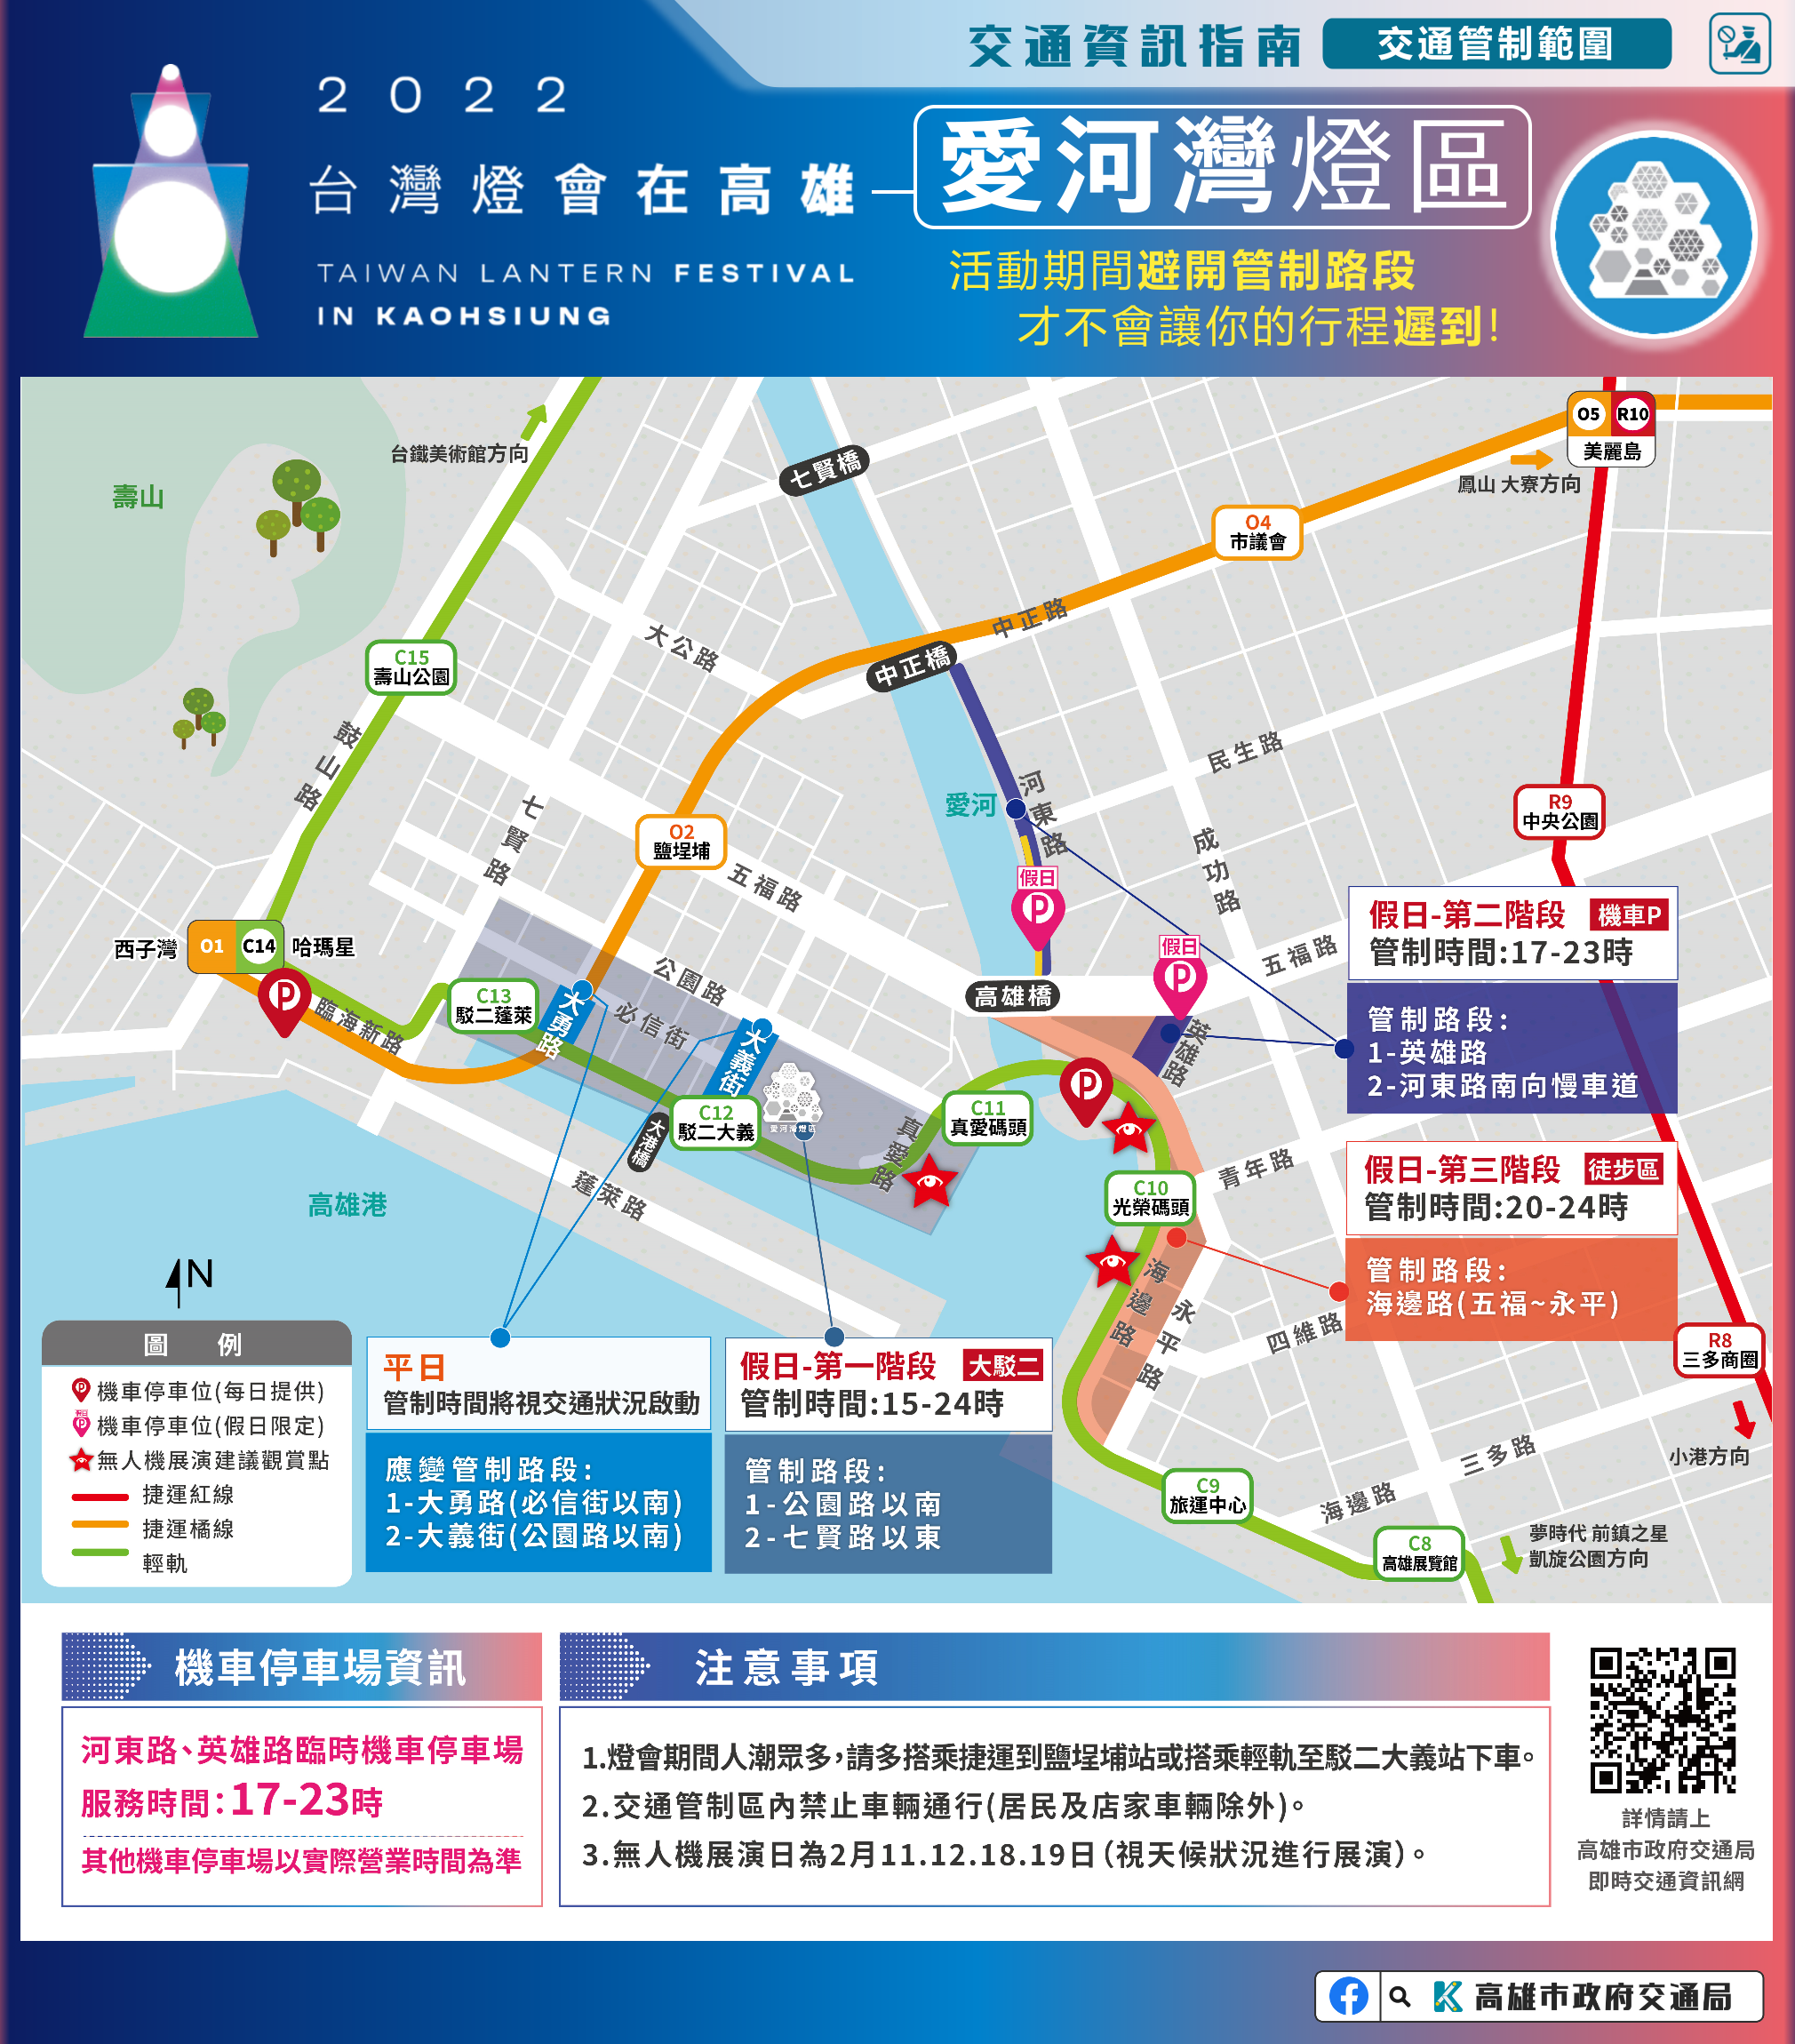 交通資訊指南 交通管制範圍
2022
台灣燈會在高雄
愛河灣燈區
TAIWAN LANTERN FESTIVAL
IN KAOHSIUNG
活動期間避開管制路段
才不會讓你的行程遲到!
台鐵美術館方向
壽山
七賢橋
O5 R10
美麗島
鳳山 大寮方向
O4
市議會
中正路
大公路
中正橋
C15
壽山公園
鼓山路
民生路
愛河
河東路
七賢路
O2
鹽埕埔
五福路
成功路
R9
中央公園
假日
P
西子灣
O1
C14
哈瑪星
P
臨海新路
C13
駁二蓬萊
大勇路
公園路
必信街
大義街
高雄橋
假日
P
五福路
英雄路
P
C12
駁二大義
愛河灣燈區
大港橋
真愛路
C11
真愛碼頭
蓬萊路
高雄港
C10
光榮碼頭
青年路
海邊路
永平路
四維路
R8
三多商圈
小港方向
三多路
海邊路
C9
旅運中心
C8
高雄展覽館
夢時代 前鎮之星
凱旋公園方向
假日-第二階段 機車P
管制時間:17-23時
管制路段:
1-英雄路
2-河東路南向慢車道
假日-第三階段 徒步區
管制時間:20-24時
管制路段:
海邊路(五福~永平)
N
圖 例
P 機車停車位(每日提供)
假日 P 機車停車位(假日限定)
無人機展演建議觀賞點
捷運紅線
捷運橘線
輕軌
平日
管制時間將視交通狀況啟動
應變管制路段:
1-大勇路(必信街以南)
2-大義街(公園路以南)
假日-第一階段 大駁二
管制時間:15-24時
管制路段:
1-公園路以南
2-七賢路以東
機車停車場資訊
河東路、英雄路臨時機車停車場
服務時間:17-23時
其他機車停車場以實際營業時間為準
注意事項
1.燈會期間人潮眾多,請多搭乘捷運到鹽埕埔站或搭乘輕軌至駁二大義站下車。
2.交通管制區內禁止車輛通行(居民及店家車輛除外)。
3.無人機展演日為2月11.12.18.19日(視天候狀況進行展演)。
詳情請上
高雄市政府交通局
即時交通資訊網
高雄市政府交通局